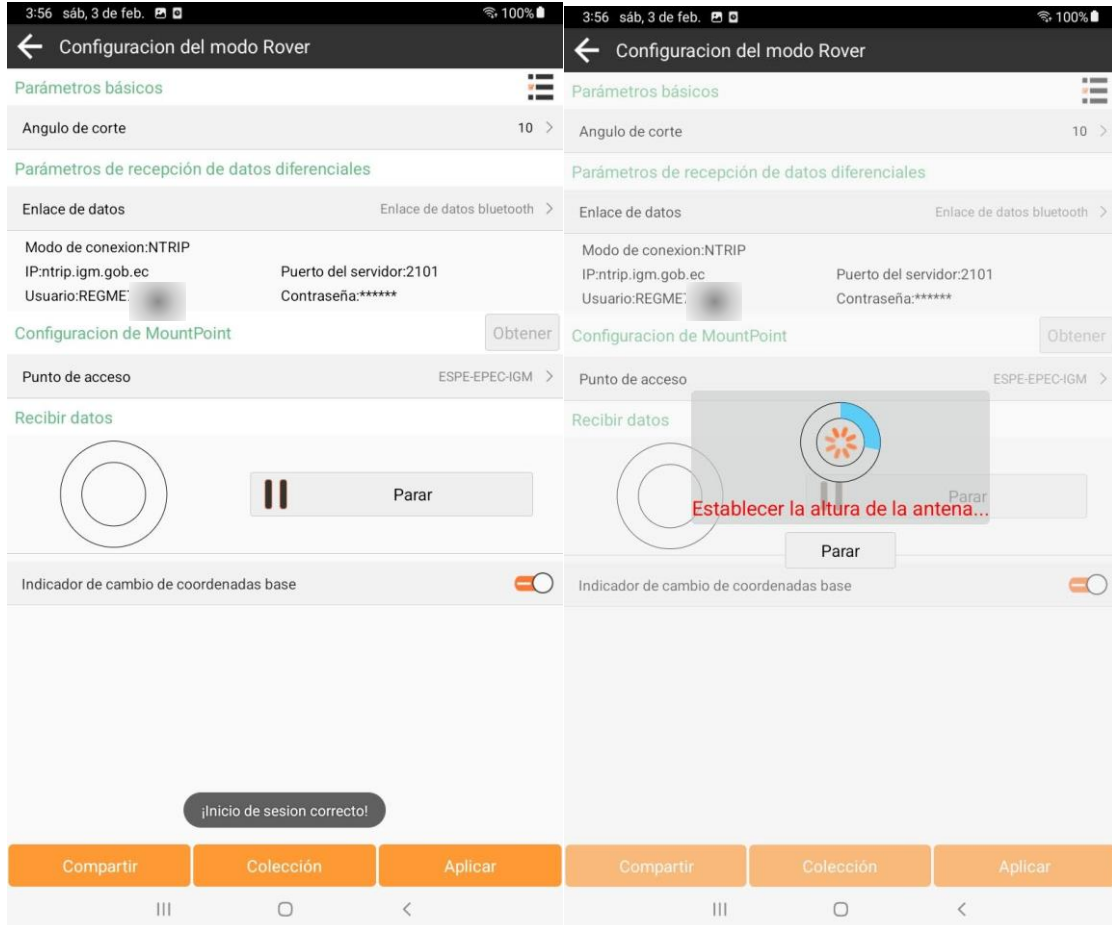 3:56 sáb, 3 de feb. 100%
Configuracion del modo Rover
Parámetros básicos
Angulo de corte 10
Parámetros de recepción de datos diferenciales
Enlace de datos Enlace de datos bluetooth
Modo de conexion:NTRIP
IP:ntrip.igm.gob.ec Puerto del servidor:2101
Usuario:REGME Contraseña:******
Configuracion de MountPoint Obtener
Punto de acceso ESPE-EPEC-IGM
Recibir datos
Parar
Indicador de cambio de coordenadas base
¡Inicio de sesion correcto!
Compartir Colección Aplicar
3:56 sáb, 3 de feb. 100%
Configuracion del modo Rover
Parámetros básicos
Angulo de corte 10
Parámetros de recepción de datos diferenciales
Enlace de datos Enlace de datos bluetooth
Modo de conexion:NTRIP
IP:ntrip.igm.gob.ec Puerto del servidor:2101
Usuario:REGME Contraseña:******
Configuracion de MountPoint Obtener
Punto de acceso ESPE-EPEC-IGM
Recibir datos
Parar
Establecer la altura de la antena...
Parar
Indicador de cambio de coordenadas base
Compartir Colección Aplicar